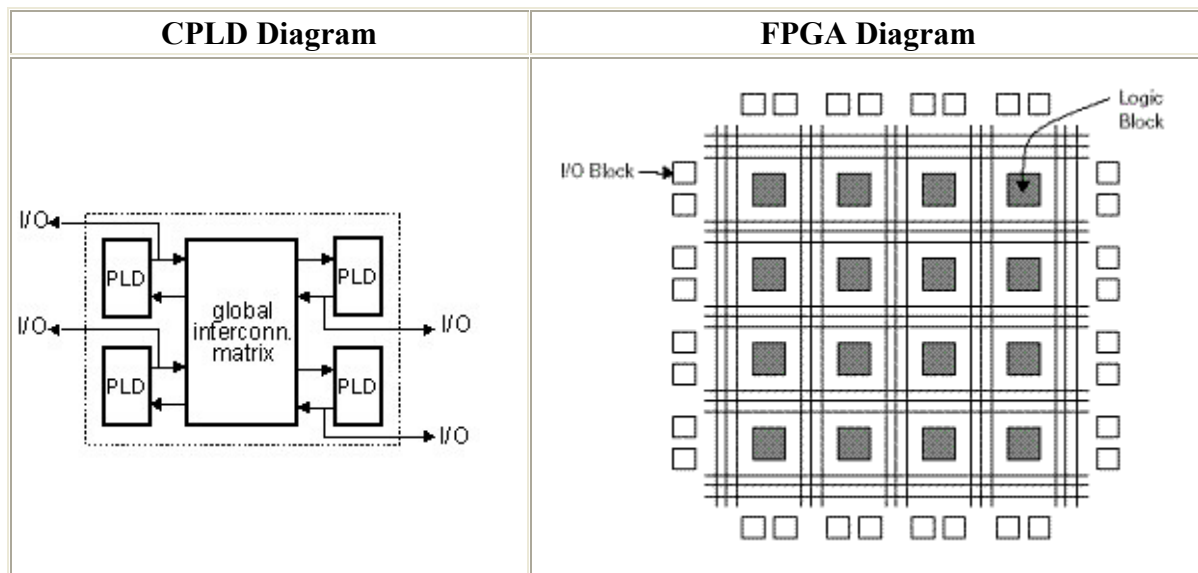 CPLD Diagram
FPGA Diagram
I/O
I/O
PLD
PLD
global
interconn.
matrix
PLD
PLD
I/O
I/O
Logic
Block
I/O Block